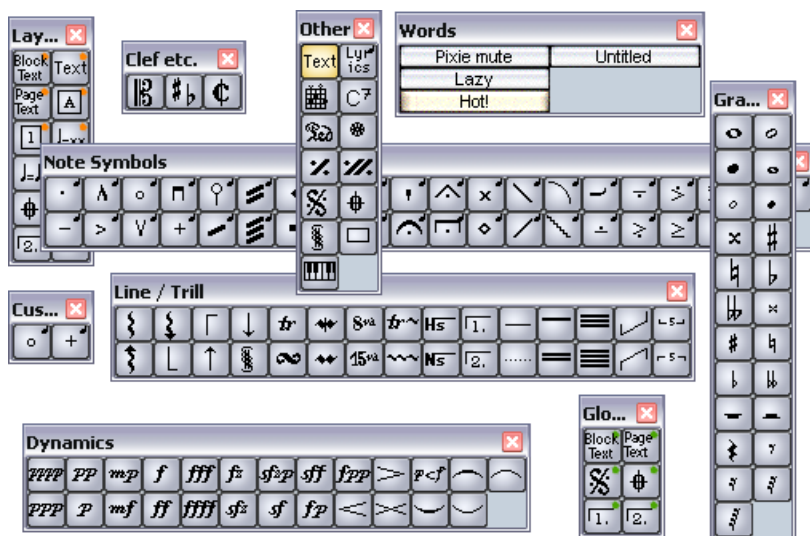 Lay...
Block Text
Text
Page Text
A
1
2.
Clef etc.
Other
Text
Lyrics
C7
Ped
Words
Pixie mute
Untitled
Lazy
Hot!
Gra...
Note Symbols
Cus...
Line / Trill
tr
8va
tr
Hs
1.
5
15va
Ns
2.
5
Dynamics
pppp pp mp f fff fz sfzp sff fpp p<f
ppp p mf ff ffff sfz sf fp
Glo...
Block Text
Page Text
1.
2.